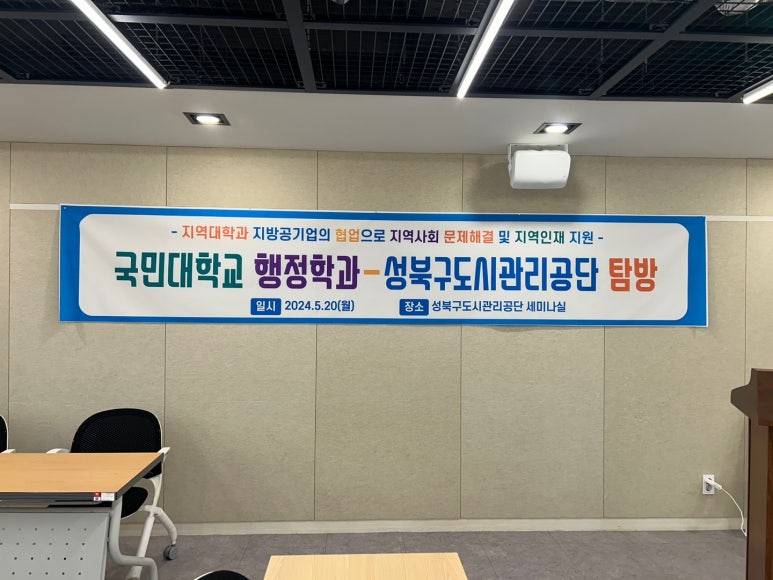 - 지역대학과 지방공기업의 협업으로 지역사회 문제해결 및 지역인재 지원 -
국민대학교 행정학과-성북구도시관리공단 탐방
일시 2024.5.20(월) 장소 성북구도시관리공단 세미나실